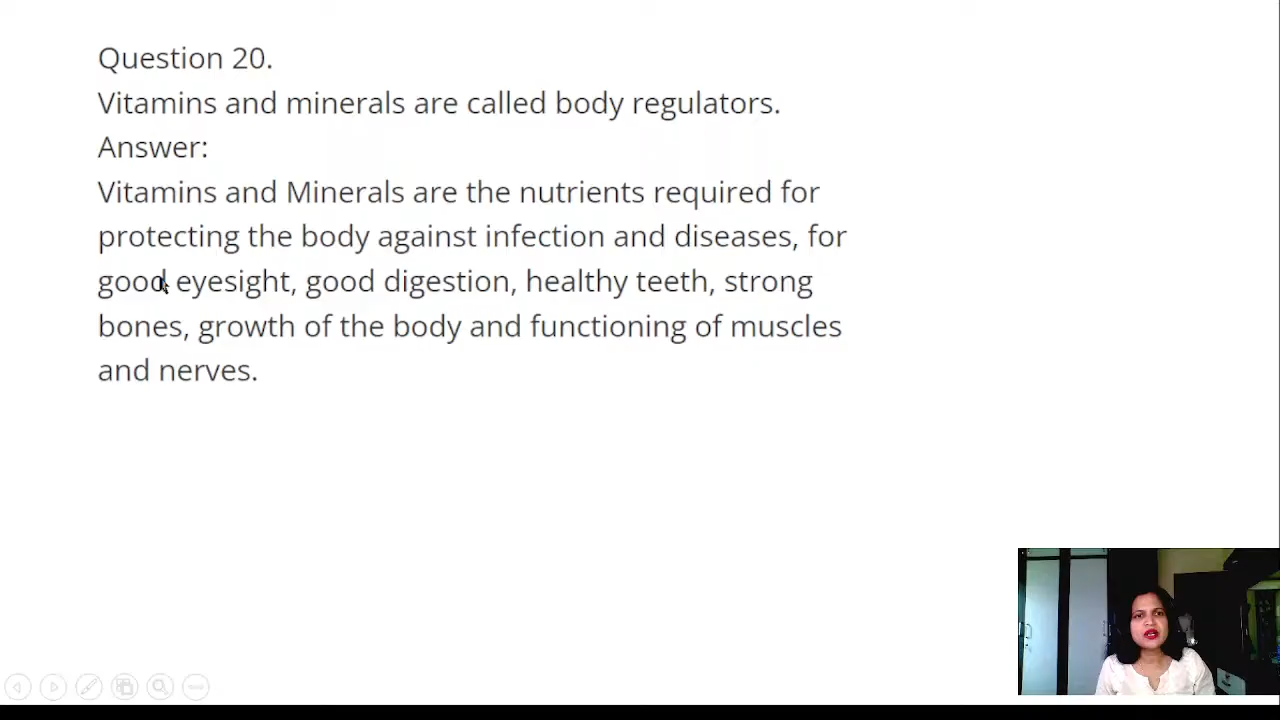 Question 20.
Vitamins and minerals are called body regulators.
Answer:
Vitamins and Minerals are the nutrients required for
protecting the body against infection and diseases, for
good eyesight, good digestion, healthy teeth, strong
bones, growth of the body and functioning of muscles
and nerves.